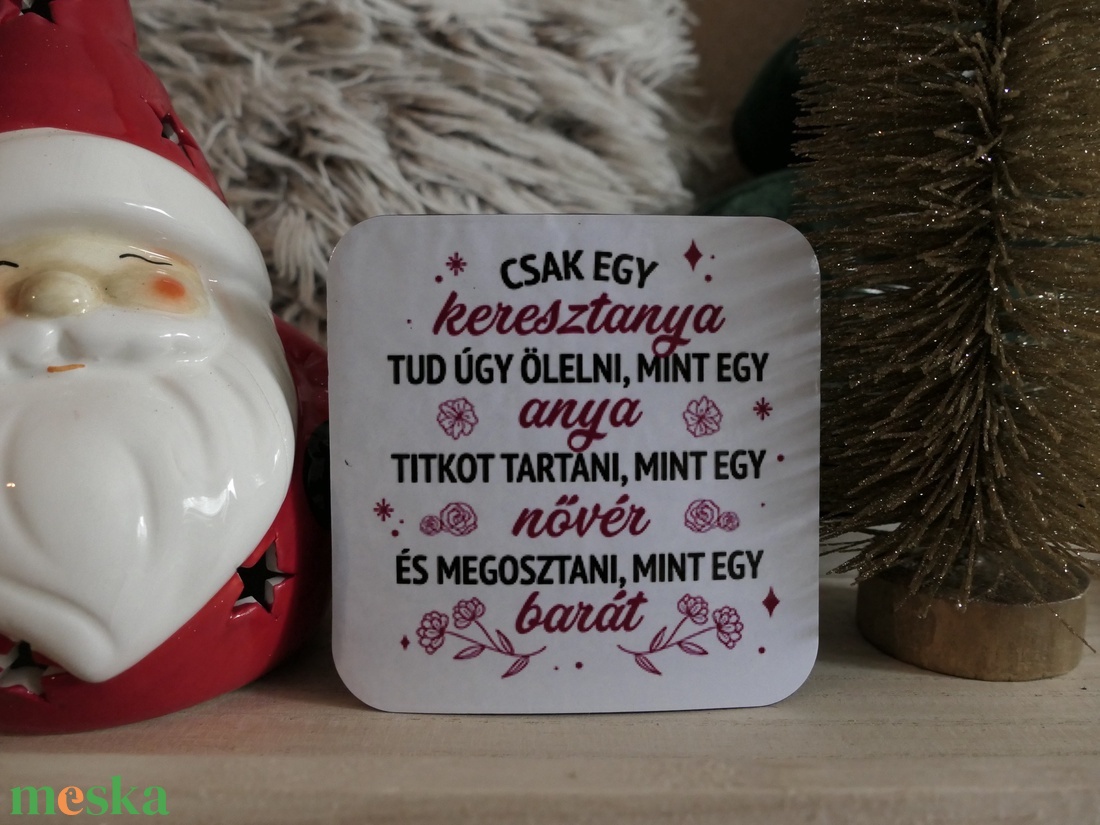 CSAK EGY
keresztanya
TUD ÚGY ÖLELNI, MINT EGY
anya
TITKOT TARTANI, MINT EGY
nővér
ÉS MEGOSZTANI, MINT EGY
barát
meska